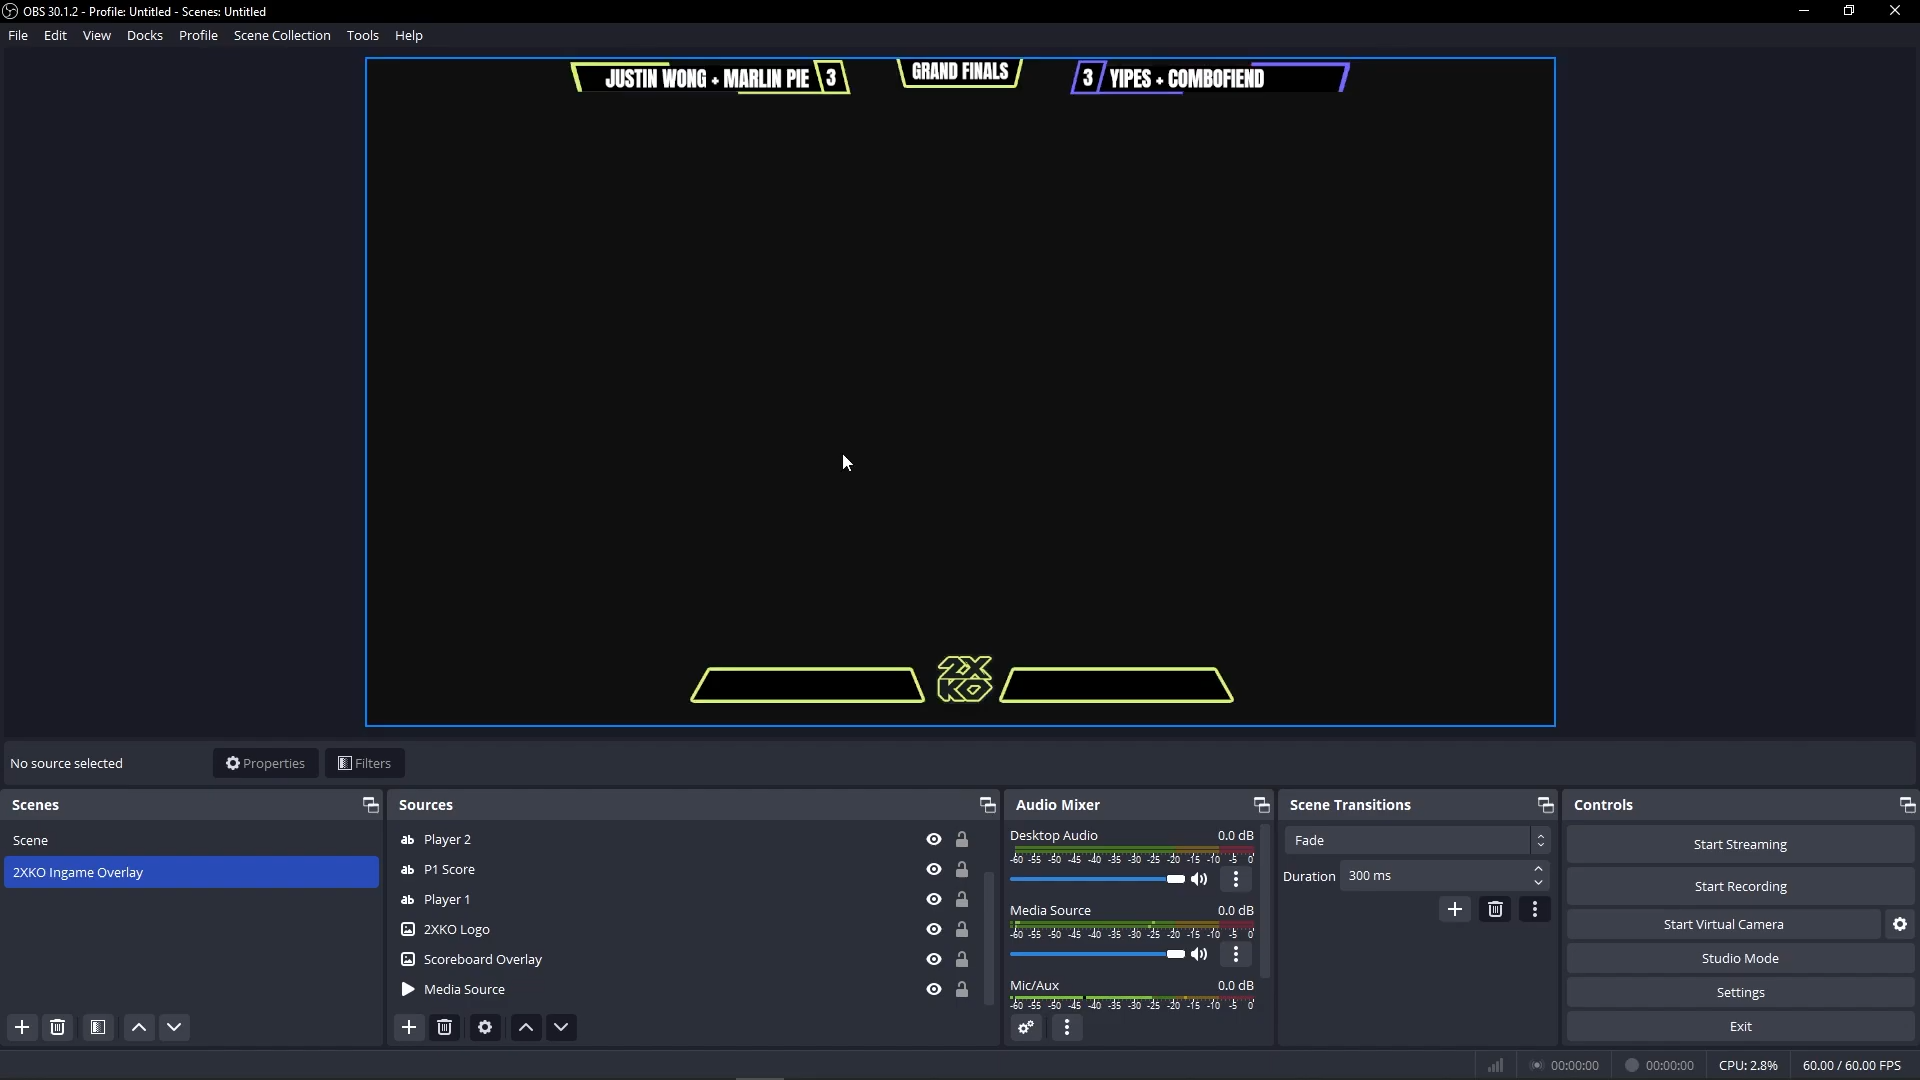 OBS 30.1.2 - Profile: Untitled - Scenes: Untitled
File Edit View Docks Profile Scene Collection Tools Help
JUSTIN WONG + MARLIN PIE 3 GRAND FINALS 3 YIPES + COMBOFIEND
2X
KO
No source selected Properties Filters
Scenes Sources Audio Mixer Scene Transitions Controls
Scene
2XKO Ingame Overlay
ab Player 2
ab P1 Score
ab Player 1
2XKO Logo
Scoreboard Overlay
Media Source
Desktop Audio 0.0 dB
-60 -55 -50 -45 -40 -35 -30 -25 -20 -15 -10 -5 0
Media Source 0.0 dB
-60 -55 -50 -45 -40 -35 -30 -25 -20 -15 -10 -5 0
Mic/Aux 0.0 dB
-60 -55 -50 -45 -40 -35 -30 -25 -20 -15 -10 -5 0
Fade
Duration 300 ms
Start Streaming
Start Recording
Start Virtual Camera
Studio Mode
Settings
Exit
00:00:00 00:00:00 CPU: 2.8% 60.00 / 60.00 FPS